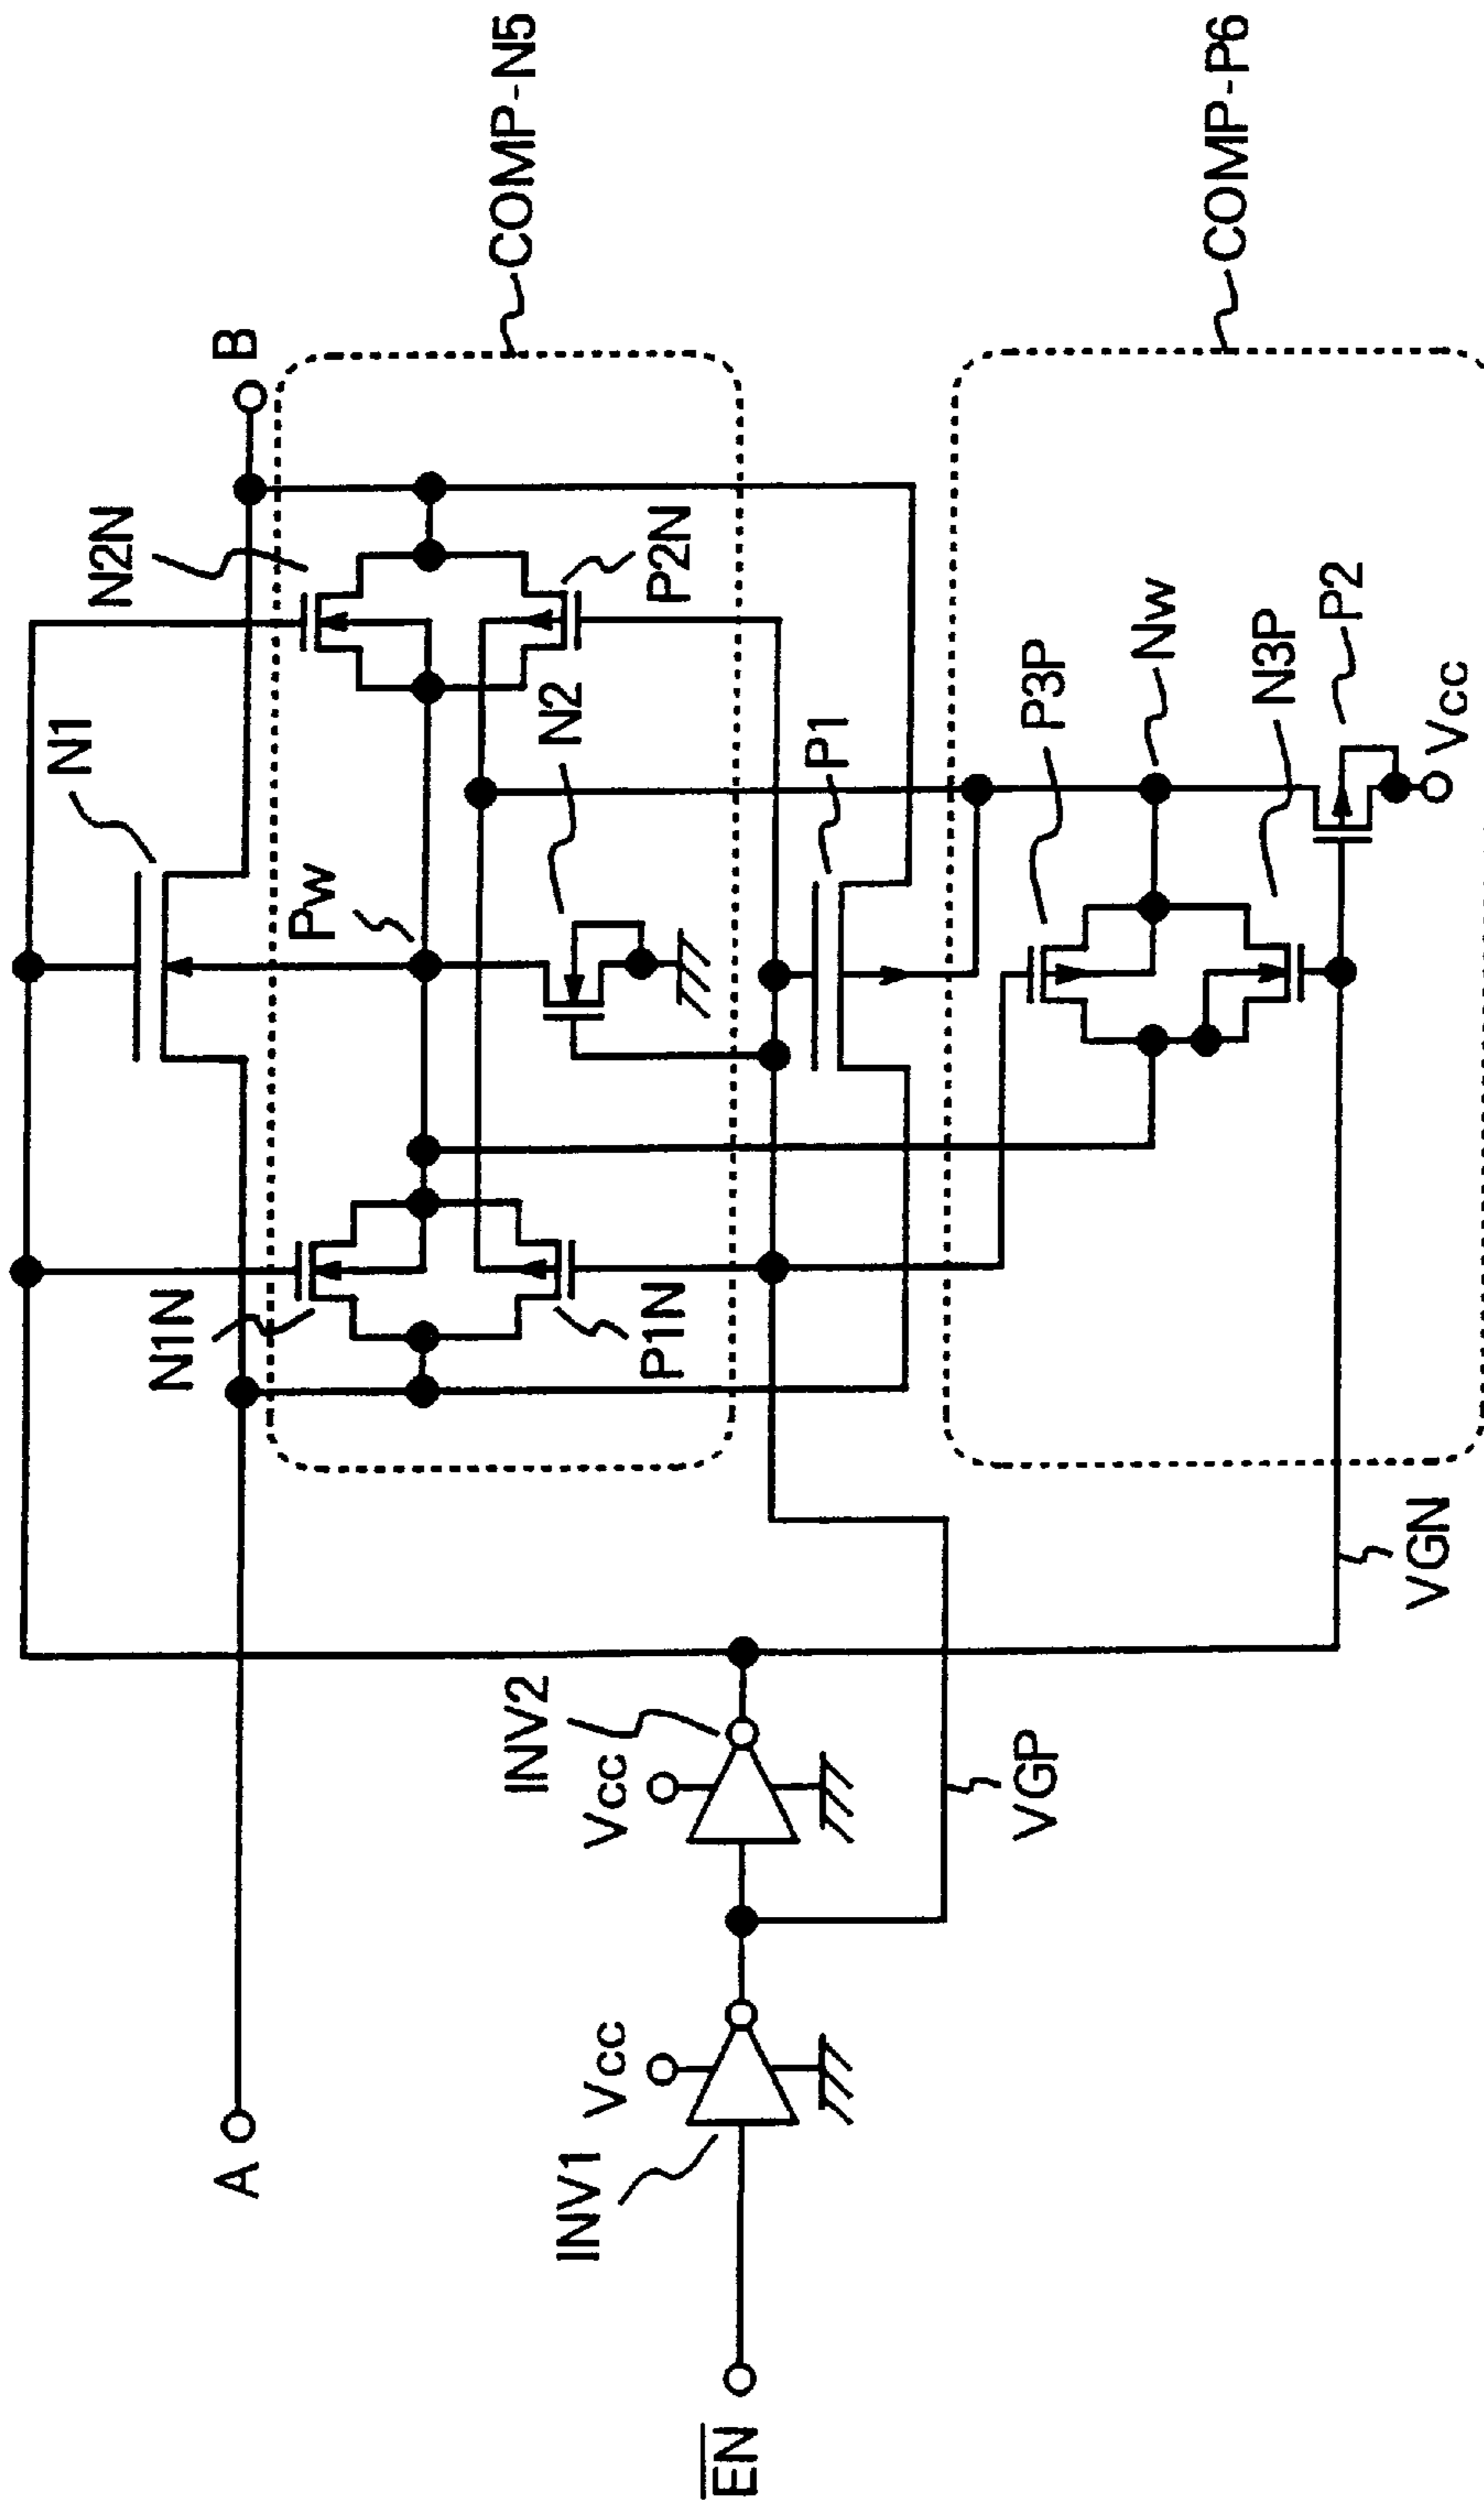 EN
INV1
Vcc
INV2
Vcc
VGP
VGN
A
B
N1
N1N
N2N
Pw
N2
P1N
P2N
COMP-N5
P1
P3P
Nw
N3P
P2
Vcc
COMP-P6